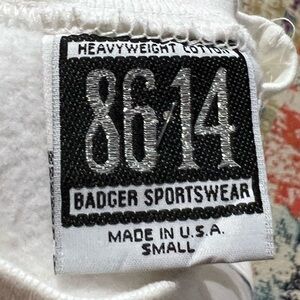 HEAVYWEIGHT COTTON
86/14
BADGER SPORTSWEAR
MADE IN U.S.A.
SMALL